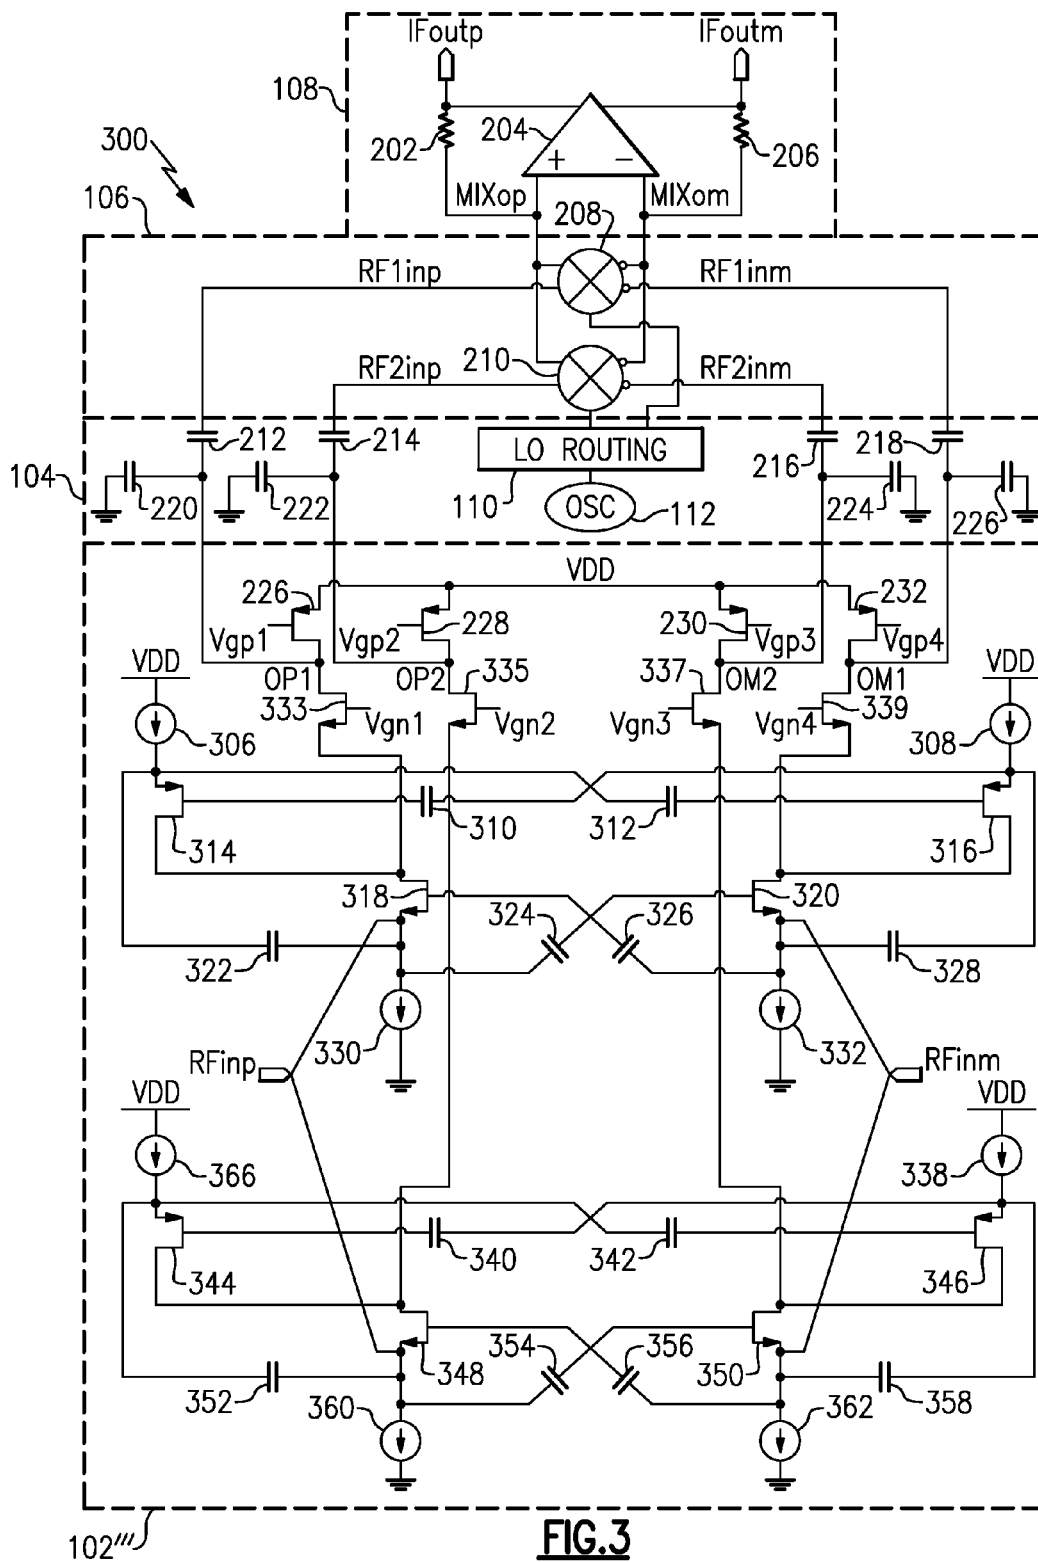 IFoutp IFoutm
108
204
202 206
300
+ −
MIXop MIXom
106 208
RF1inp RF1inm
210
RF2inp RF2inm
212 214 LO ROUTING 216 218
104
220 222 110 OSC 112 224 226
VDD
226 228 230 232
Vgp1 Vgp2 Vgp3 Vgp4
VDD OP1 OP2 335 337 OM2 OM1 VDD
333 339
306 Vgn1 Vgn2 Vgn3 Vgn4 308
310 312
314 316
318 324 326 320
322 328
330 332
RFinp RFinm
VDD VDD
366 338
340 342
344 346
354 356
348 350
352 358
360 362
102'''
FIG.3